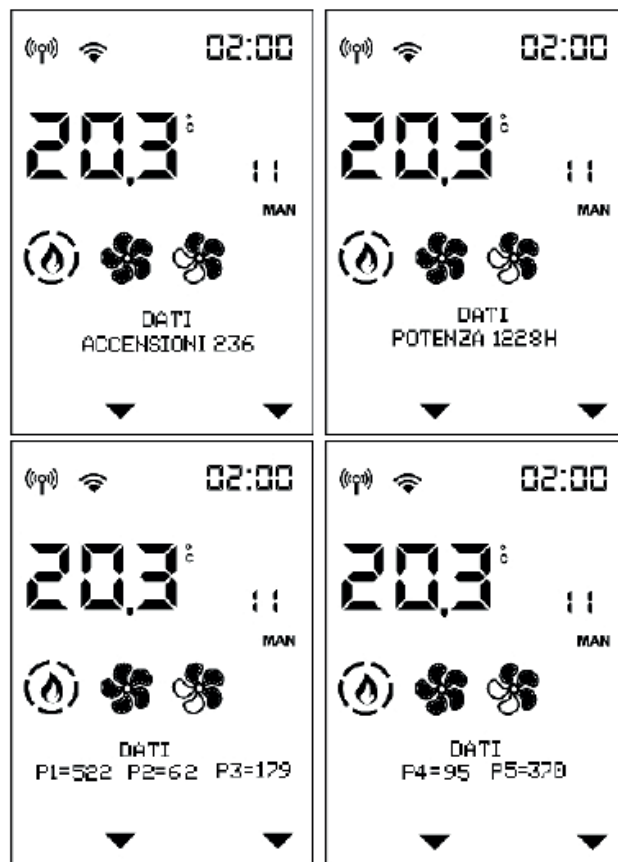 02:00
20,3 °C
11
MAN
DATI
ACCENSIONI 236
02:00
20,3 °C
11
MAN
DATI
POTENZA 1228H
02:00
20,3 °C
11
MAN
DATI
P1=522 P2=62 P3=179
02:00
20,3 °C
11
MAN
DATI
P4=95 P5=370